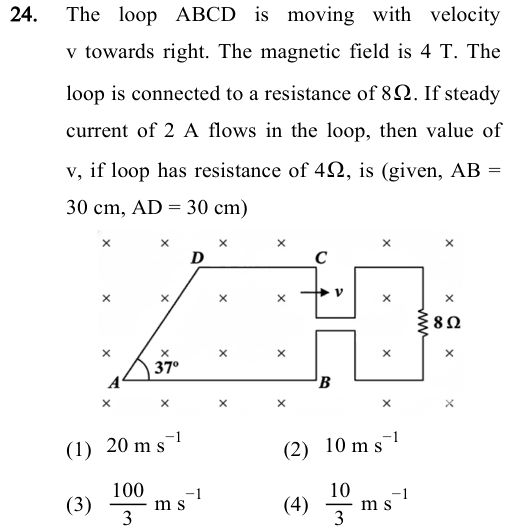 24. The loop ABCD is moving with velocity
v towards right. The magnetic field is 4 T. The
loop is connected to a resistance of 8Ω. If steady
current of 2 A flows in the loop, then value of
v, if loop has resistance of 4Ω, is (given, AB =
30 cm, AD = 30 cm)
× × × × × ×
D C
v
× × × × × ×
8 Ω
× × × × × ×
37°
A B
× × × × × ×
(1) 20 m s⁻¹ (2) 10 m s⁻¹
(3) 100/3 m s⁻¹ (4) 10/3 m s⁻¹